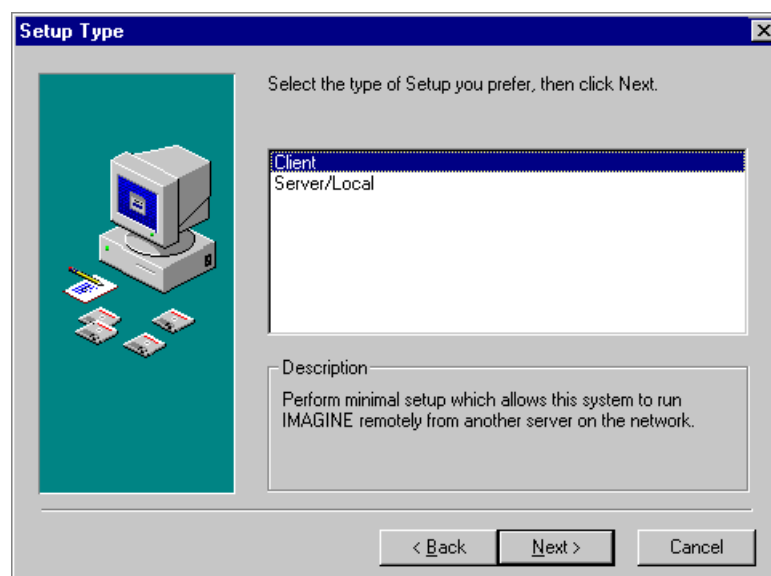 Setup Type
Select the type of Setup you prefer, then click Next.
Client
Server/Local
Description
Perform minimal setup which allows this system to run
IMAGINE remotely from another server on the network.
< Back
Next >
Cancel